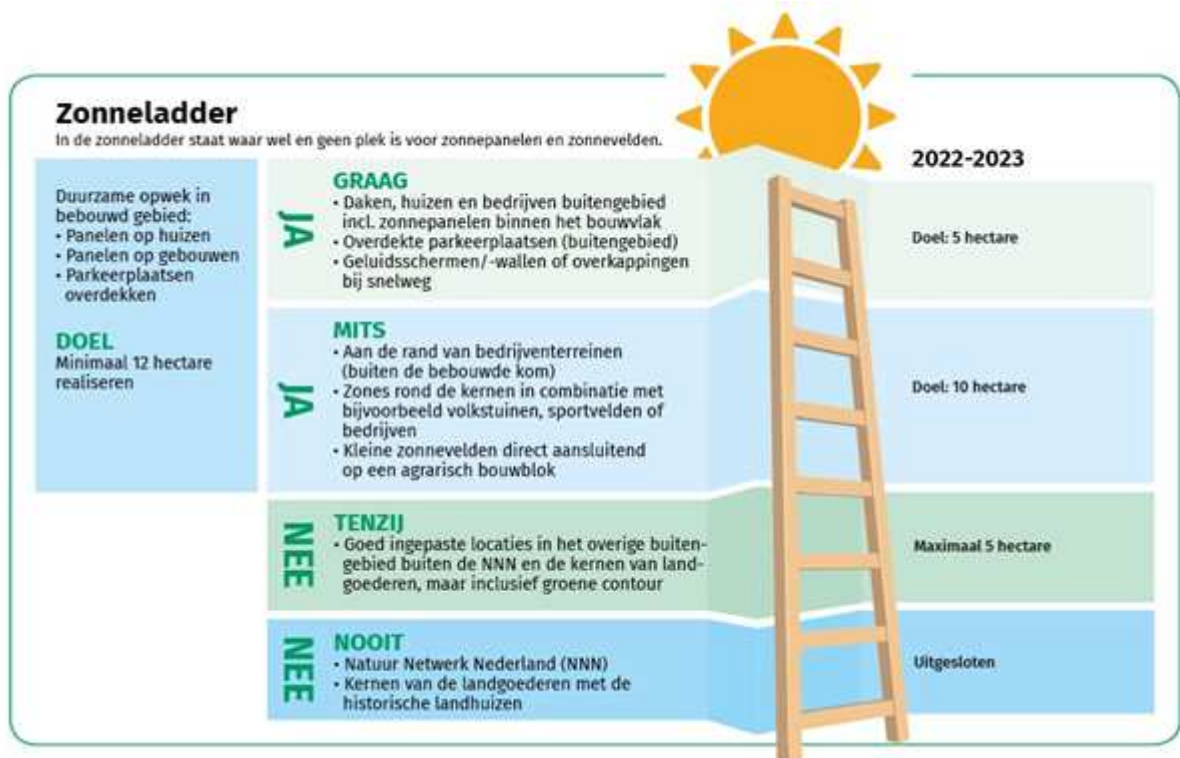 Zonneladder
In de zonneladder staat waar wel en geen plek is voor zonnepanelen en zonnevelden.
2022-2023
Duurzame opwek in
bebouwd gebied:
• Panelen op huizen
• Panelen op gebouwen
• Parkeerplaatsen
overdekken
DOEL
Minimaal 12 hectare
realiseren
JA
GRAAG
• Daken, huizen en bedrijven buitengebied
incl. zonnepanelen binnen het bouwvlak
• Overdekte parkeerplaatsen (buitengebied)
• Geluidsschermen/-wallen of overkappingen
bij snelweg
Doel: 5 hectare
JA
MITS
• Aan de rand van bedrijventerreinen
(buiten de bebouwde kom)
• Zones rond de kernen in combinatie met
bijvoorbeeld volkstuinen, sportvelden of
bedrijven
• Kleine zonnevelden direct aansluitend
op een agrarisch bouwblok
Doel: 10 hectare
NEE
TENZIJ
• Goed ingepaste locaties in het overige buiten-
gebied buiten de NNN en de kernen van land-
goederen, maar inclusief groene contour
Maximaal 5 hectare
NEE
NOOIT
• Natuur Netwerk Nederland (NNN)
• Kernen van de landgoederen met de
historische landhuizen
Uitgesloten